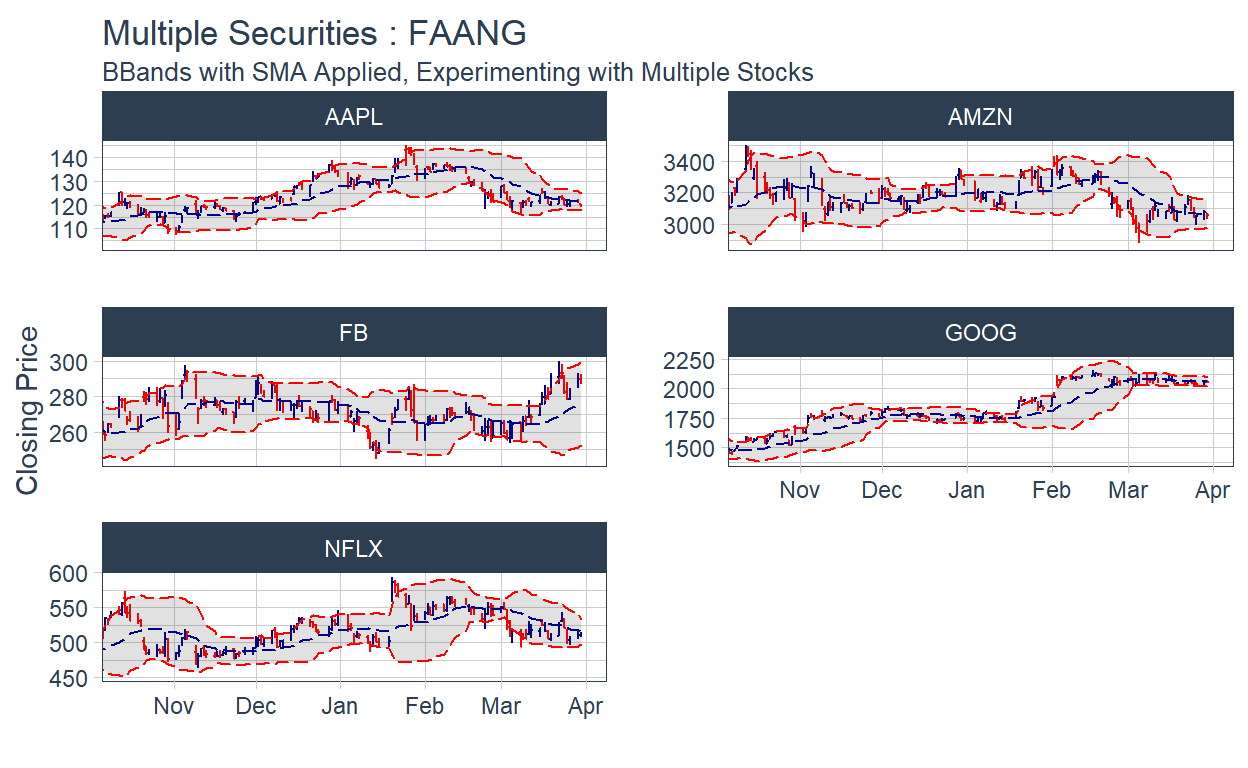 Multiple Securities : FAANG
BBands with SMA Applied, Experimenting with Multiple Stocks
AAPL
140
130
120
110
AMZN
3400
3200
3000
Closing Price
FB
300
280
260
GOOG
2250
2000
1750
1500
Nov Dec Jan Feb Mar Apr
NFLX
600
550
500
450
Nov Dec Jan Feb Mar Apr